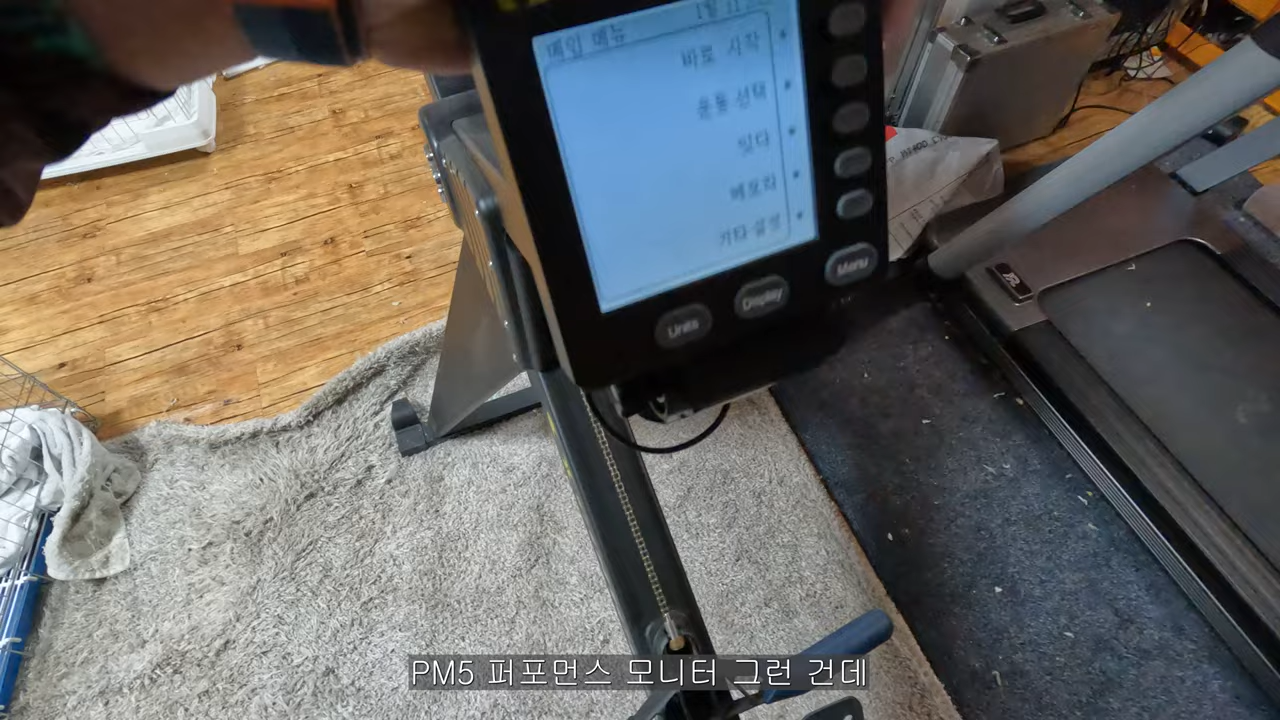 메인 메뉴
바로 시작
운동 선택
잇다
메모리
기타 설정
Units
Display
Menu
PM5 퍼포먼스 모니터 그런 건데